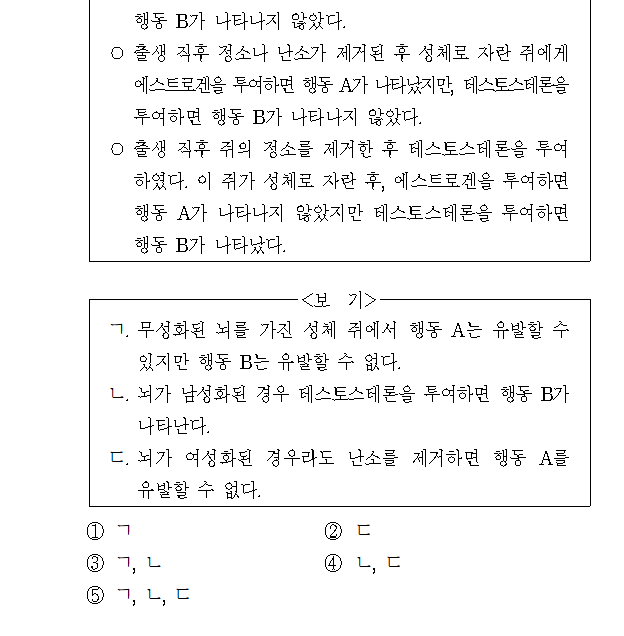 행동 B가 나타나지 않았다.
○ 출생 직후 정소나 난소가 제거된 후 성체로 자란 쥐에게
에스트로겐을 투여하면 행동 A가 나타났지만, 테스토스테론을
투여하면 행동 B가 나타나지 않았다.
○ 출생 직후 쥐의 정소를 제거한 후 테스토스테론을 투여
하였다. 이 쥐가 성체로 자란 후, 에스트로겐을 투여하면
행동 A가 나타나지 않았지만 테스토스테론을 투여하면
행동 B가 나타났다.
<보 기>
ㄱ. 무성화된 뇌를 가진 성체 쥐에서 행동 A는 유발할 수
있지만 행동 B는 유발할 수 없다.
ㄴ. 뇌가 남성화된 경우 테스토스테론을 투여하면 행동 B가
나타난다.
ㄷ. 뇌가 여성화된 경우라도 난소를 제거하면 행동 A를
유발할 수 없다.
① ㄱ ② ㄷ
③ ㄱ, ㄴ ④ ㄴ, ㄷ
⑤ ㄱ, ㄴ, ㄷ